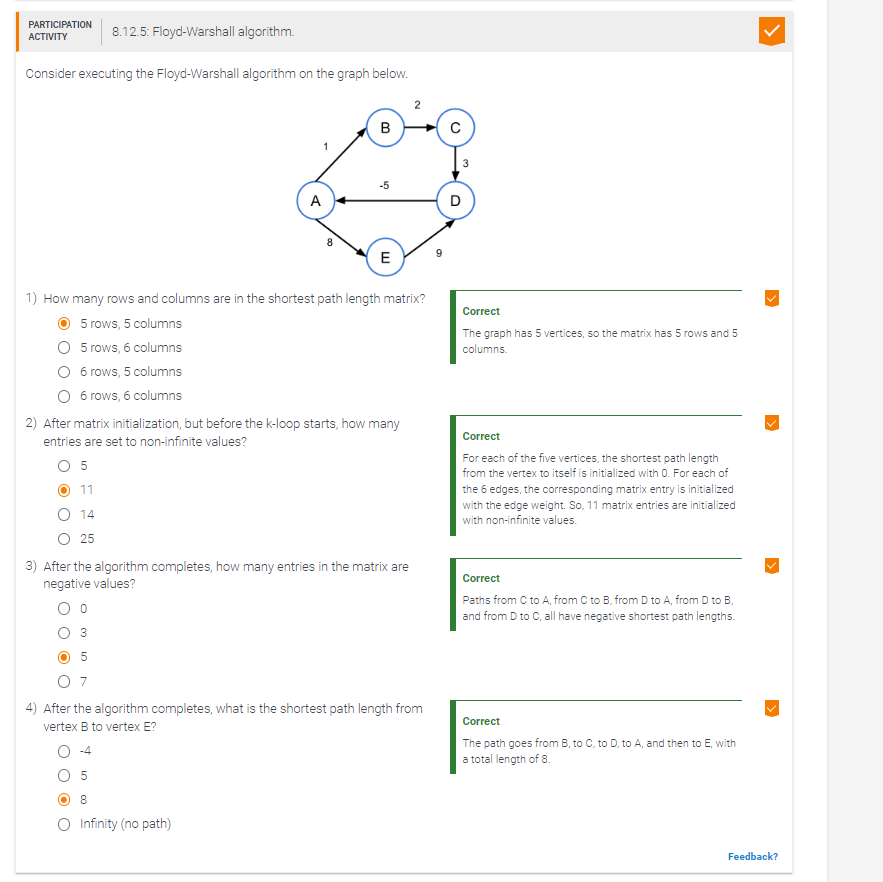 PARTICIPATION
ACTIVITY
8.12.5: Floyd-Warshall algorithm.
Consider executing the Floyd-Warshall algorithm on the graph below.
2
B
C
1
3
-5
A
D
8
9
E
1) How many rows and columns are in the shortest path length matrix?
5 rows, 5 columns
5 rows, 6 columns
6 rows, 5 columns
6 rows, 6 columns
Correct
The graph has 5 vertices, so the matrix has 5 rows and 5
columns.
2) After matrix initialization, but before the k-loop starts, how many
entries are set to non-infinite values?
5
11
14
25
Correct
For each of the five vertices, the shortest path length
from the vertex to itself is initialized with 0. For each of
the 6 edges, the corresponding matrix entry is initialized
with the edge weight. So, 11 matrix entries are initialized
with non-infinite values.
3) After the algorithm completes, how many entries in the matrix are
negative values?
0
3
5
7
Correct
Paths from C to A, from C to B, from D to A, from D to B,
and from D to C, all have negative shortest path lengths.
4) After the algorithm completes, what is the shortest path length from
vertex B to vertex E?
-4
5
8
Infinity (no path)
Correct
The path goes from B, to C, to D, to A, and then to E, with
a total length of 8.
Feedback?